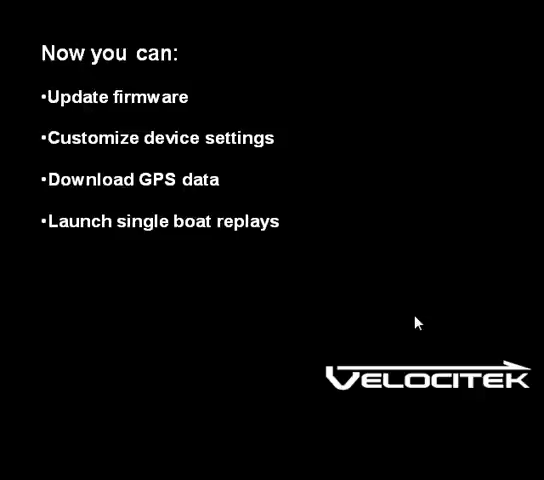 Now you can:
•Update firmware
•Customize device settings
•Download GPS data
•Launch single boat replays
VELOCITEK